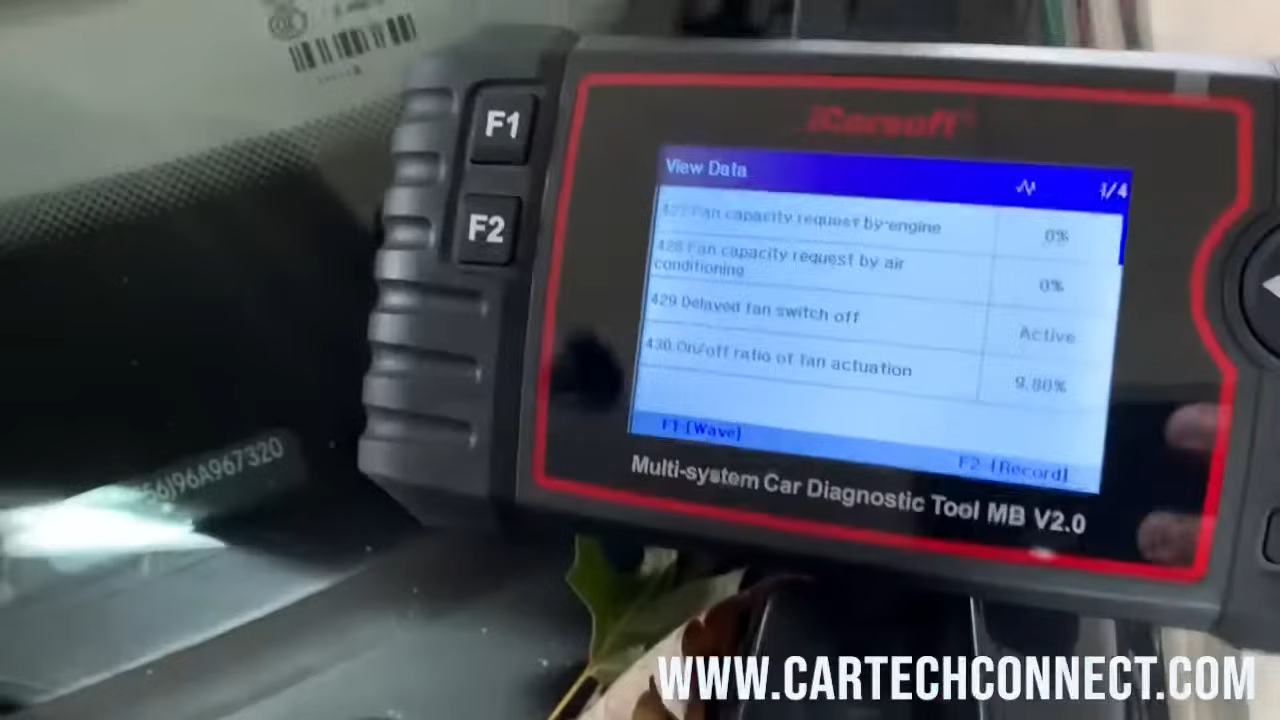 F1
F2
iCarsoft
View Data
1/4
427 Fan capacity request by engine
0%
428 Fan capacity request by air
conditioning
0%
429 Delayed fan switch off
Active
430 On/off ratio of fan actuation
9.80%
F1 [Wave]
F2 [Record]
Multi-system Car Diagnostic Tool MB V2.0
56J96A967320
WWW.CARTECHCONNECT.COM